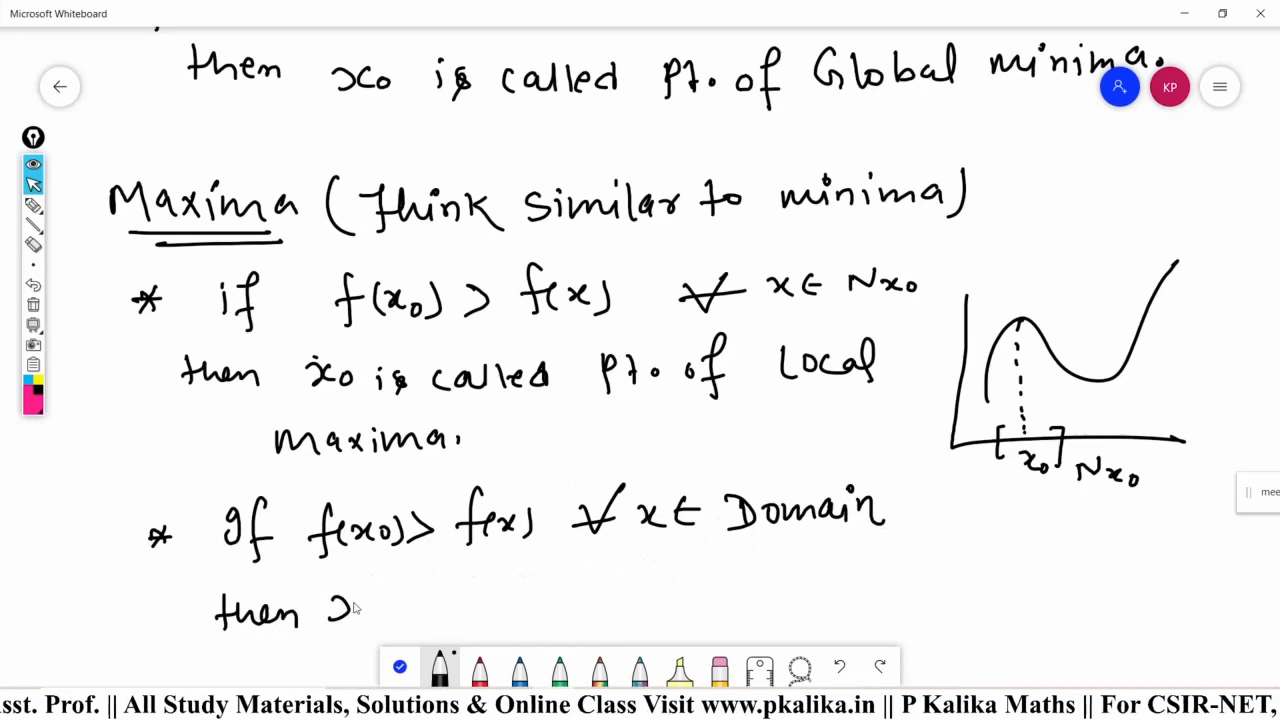 Microsoft Whiteboard
then x0 is called Pt. of Global minima.
KP
Maxima (Think similar to minima)
* if f(x0) > f(x) ∀ x ∈ Nx0
then x0 is called Pt. of Local
maxima.
[ x0 ] Nx0
mee
* If f(x0) > f(x) ∀ x ∈ Domain
then x
sst. Prof. || All Study Materials, Solutions & Online Class Visit www.pkalika.in || P Kalika Maths || For CSIR-NET,